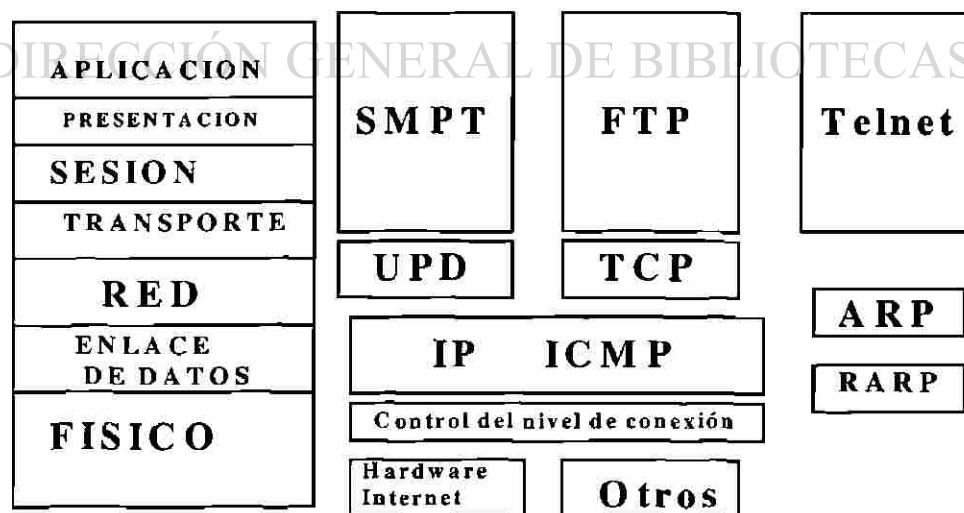 DIRECCIÓN GENERAL DE BIBLIOTECAS
APLICACION
PRESENTACION
SESION
TRANSPORTE
RED
ENLACE
DE DATOS
FISICO
SMPT
FTP
Telnet
UPD
TCP
IP ICMP
ARP
RARP
Control del nivel de conexión
Hardware
Internet
Otros